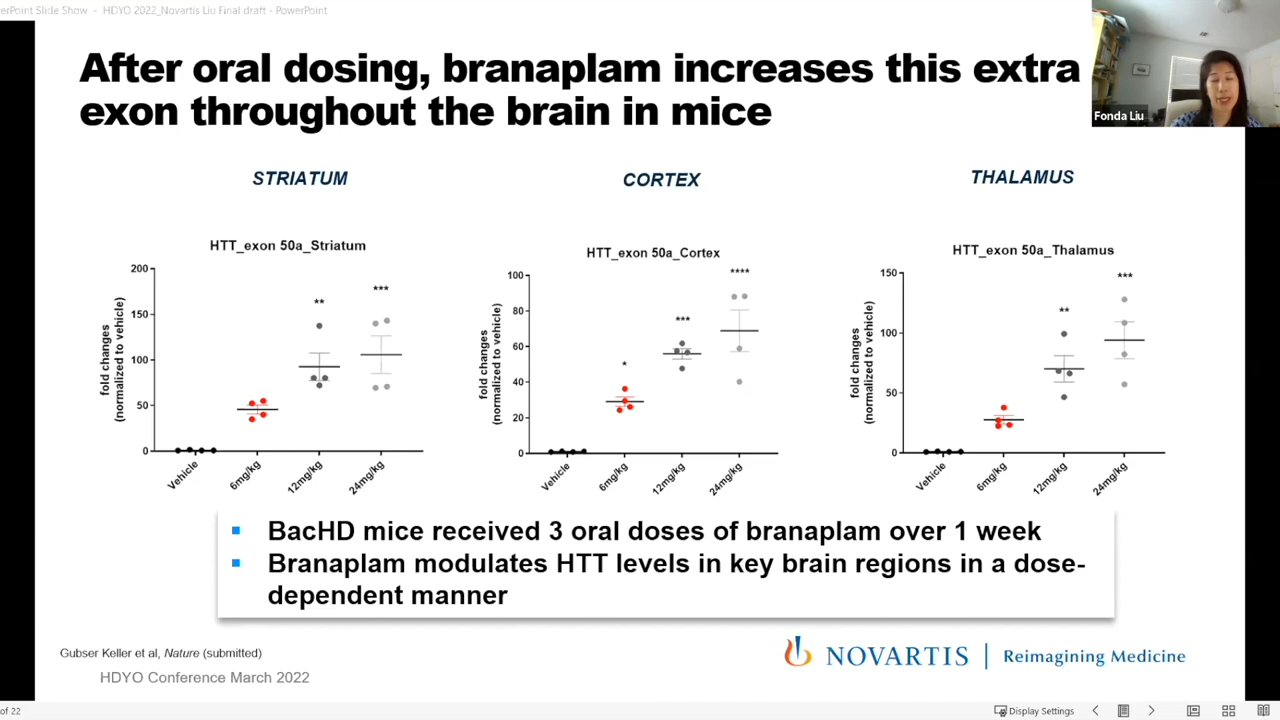 erPoint Slide Show - HDYO 2022_Novartis Liu Final draft - PowerPoint
After oral dosing, branaplam increases this extra
exon throughout the brain in mice
Fonda Liu
STRIATUM
CORTEX
THALAMUS
HTT_exon 50a_Striatum
fold changes
(normalized to vehicle)
200
150
100
50
0
**
***
Vehicle
6mg/kg
12mg/kg
24mg/kg
HTT_exon 50a_Cortex
fold changes
(normalized to vehicle)
100
80
60
40
20
0
*
***
****
Vehicle
6mg/kg
12mg/kg
24mg/kg
HTT_exon 50a_Thalamus
fold changes
(normalized to vehicle)
150
100
50
0
**
***
Vehicle
6mg/kg
12mg/kg
24mg/kg
▪ BacHD mice received 3 oral doses of branaplam over 1 week
▪ Branaplam modulates HTT levels in key brain regions in a dose-
dependent manner
Gubser Keller et al, Nature (submitted)
HDYO Conference March 2022
NOVARTIS | Reimagining Medicine
of 22
Display Settings